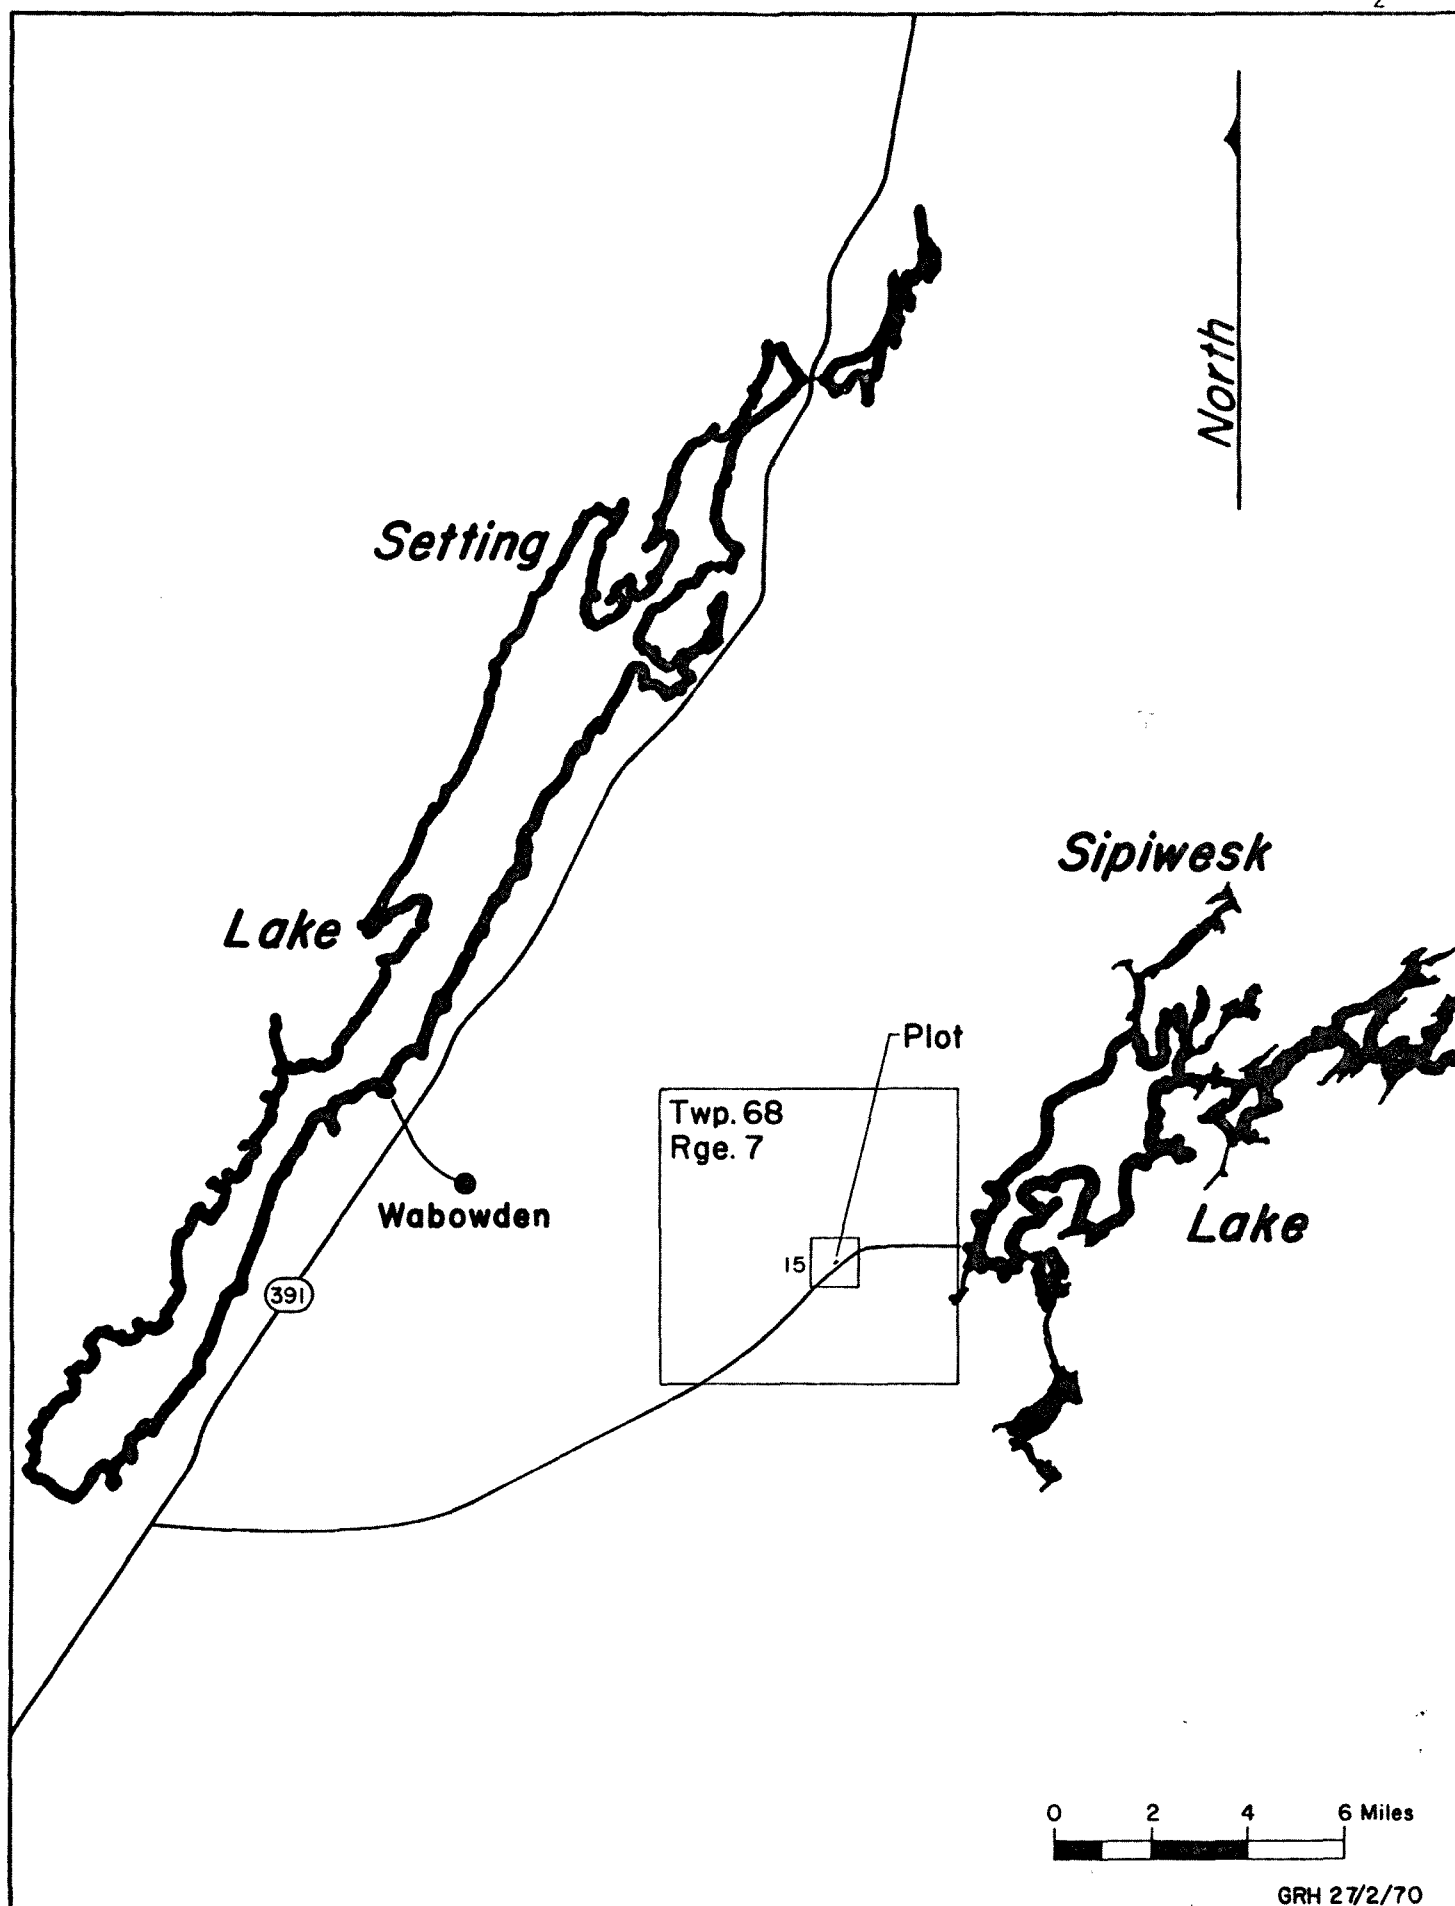 2
North
Setting
Sipiwesk
Lake
Plot
Twp. 68
Rge. 7
Wabowden
Lake
15
391
0 2 4 6 Miles
GRH 27/2/70